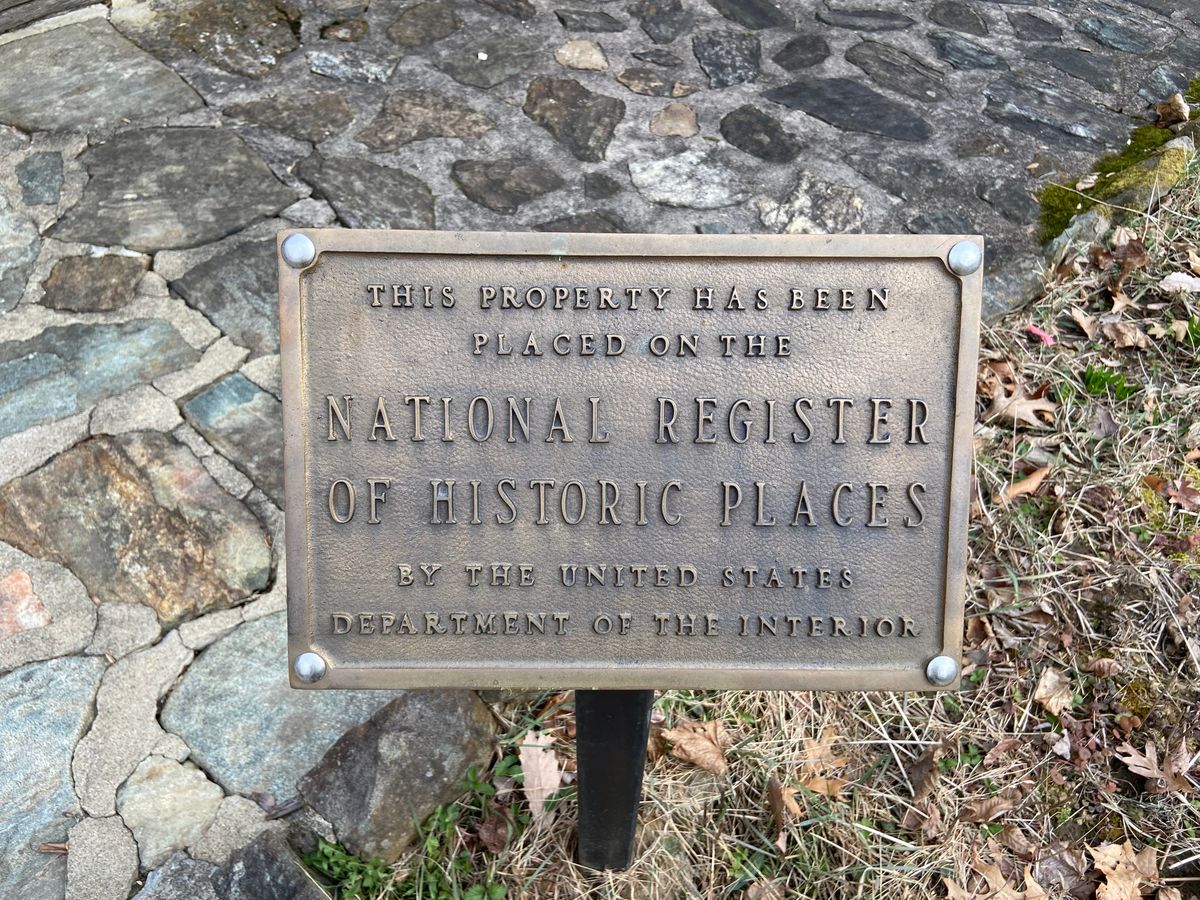 THIS PROPERTY HAS BEEN
PLACED ON THE
NATIONAL REGISTER
OF HISTORIC PLACES
BY THE UNITED STATES
DEPARTMENT OF THE INTERIOR